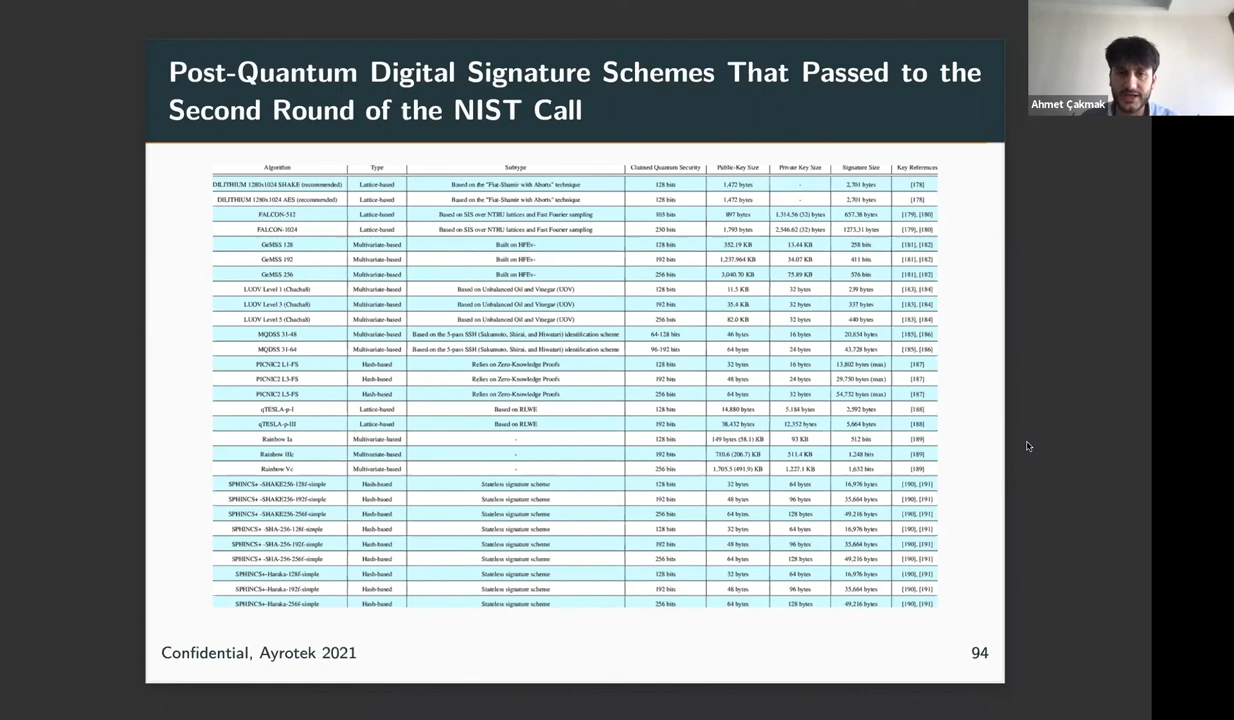 Post-Quantum Digital Signature Schemes That Passed to the
Second Round of the NIST Call
Ahmet Çakmak
Algorithm Type Subtype Claimed Quantum Security Public-Key Size Private Key Size Signature Size Key References
DILITHIUM 1280x1024 SHAKE (recommended) Lattice-based Based on the "Fiat-Shamir with Aborts" technique 128 bits 1,472 bytes - 2,701 bytes [178]
DILITHIUM 1280x1024 AES (recommended) Lattice-based Based on the "Fiat-Shamir with Aborts" technique 128 bits 1,472 bytes - 2,701 bytes [178]
FALCON-512 Lattice-based Based on SIS over NTRU lattices and Fast Fourier sampling 103 bits 897 bytes 1,314.56 (32) bytes 657.38 bytes [179], [180]
FALCON-1024 Lattice-based Based on SIS over NTRU lattices and Fast Fourier sampling 230 bits 1,793 bytes 2,546.62 (32) bytes 1273.31 bytes [179], [180]
GeMSS 128 Multivariate-based Built on HFEv- 128 bits 352.19 KB 13.44 KB 258 bits [181], [182]
GeMSS 192 Multivariate-based Built on HFEv- 192 bits 1,237.964 KB 34.07 KB 411 bits [181], [182]
GeMSS 256 Multivariate-based Built on HFEv- 256 bits 3,040.70 KB 75.89 KB 576 bits [181], [182]
LUOV Level 1 (Chacha8) Multivariate-based Based on Unbalanced Oil and Vinegar (UOV) 128 bits 11.5 KB 32 bytes 239 bytes [183], [184]
LUOV Level 3 (Chacha8) Multivariate-based Based on Unbalanced Oil and Vinegar (UOV) 192 bits 35.4 KB 32 bytes 337 bytes [183], [184]
LUOV Level 5 (Chacha8) Multivariate-based Based on Unbalanced Oil and Vinegar (UOV) 256 bits 82.0 KB 32 bytes 440 bytes [183], [184]
MQDSS 31-48 Multivariate-based Based on the 5-pass SSH (Sakumoto, Shirai, and Hiwatari) identification scheme 64-128 bits 46 bytes 16 bytes 20,854 bytes [185], [186]
MQDSS 31-64 Multivariate-based Based on the 5-pass SSH (Sakumoto, Shirai, and Hiwatari) identification scheme 96-192 bits 64 bytes 24 bytes 43,728 bytes [185], [186]
PICNIC2 L1-FS Hash-based Relies on Zero-Knowledge Proofs 128 bits 32 bytes 16 bytes 13,802 bytes (max) [187]
PICNIC2 L3-FS Hash-based Relies on Zero-Knowledge Proofs 192 bits 48 bytes 24 bytes 29,750 bytes (max) [187]
PICNIC2 L5-FS Hash-based Relies on Zero-Knowledge Proofs 256 bits 64 bytes 32 bytes 54,732 bytes (max) [187]
qTESLA-p-I Lattice-based Based on RLWE 128 bits 14,880 bytes 5,184 bytes 2,592 bytes [188]
qTESLA-p-III Lattice-based Based on RLWE 192 bits 38,432 bytes 12,352 bytes 5,664 bytes [188]
Rainbow Ia Multivariate-based - 128 bits 149 bytes (58.1) KB 93 KB 512 bits [189]
Rainbow IIIc Multivariate-based - 192 bits 710.6 (206.7) KB 511.4 KB 1,248 bits [189]
Rainbow Vc Multivariate-based - 256 bits 1,705.5 (491.9) KB 1,227.1 KB 1,632 bits [189]
SPHINCS+ -SHAKE256-128f-simple Hash-based Stateless signature scheme 128 bits 32 bytes 64 bytes 16,976 bytes [190], [191]
SPHINCS+ -SHAKE256-192f-simple Hash-based Stateless signature scheme 192 bits 48 bytes 96 bytes 35,664 bytes [190], [191]
SPHINCS+ -SHAKE256-256f-simple Hash-based Stateless signature scheme 256 bits 64 bytes 128 bytes 49,216 bytes [190], [191]
SPHINCS+ -SHA-256-128f-simple Hash-based Stateless signature scheme 128 bits 32 bytes 64 bytes 16,976 bytes [190], [191]
SPHINCS+ -SHA-256-192f-simple Hash-based Stateless signature scheme 192 bits 48 bytes 96 bytes 35,664 bytes [190], [191]
SPHINCS+ -SHA-256-256f-simple Hash-based Stateless signature scheme 256 bits 64 bytes 128 bytes 49,216 bytes [190], [191]
SPHINCS+-Haraka-128f-simple Hash-based Stateless signature scheme 128 bits 32 bytes 64 bytes 16,976 bytes [190], [191]
SPHINCS+-Haraka-192f-simple Hash-based Stateless signature scheme 192 bits 48 bytes 96 bytes 35,664 bytes [190], [191]
SPHINCS+-Haraka-256f-simple Hash-based Stateless signature scheme 256 bits 64 bytes 128 bytes 49,216 bytes [190], [191]
Confidential, Ayrotek 2021 94